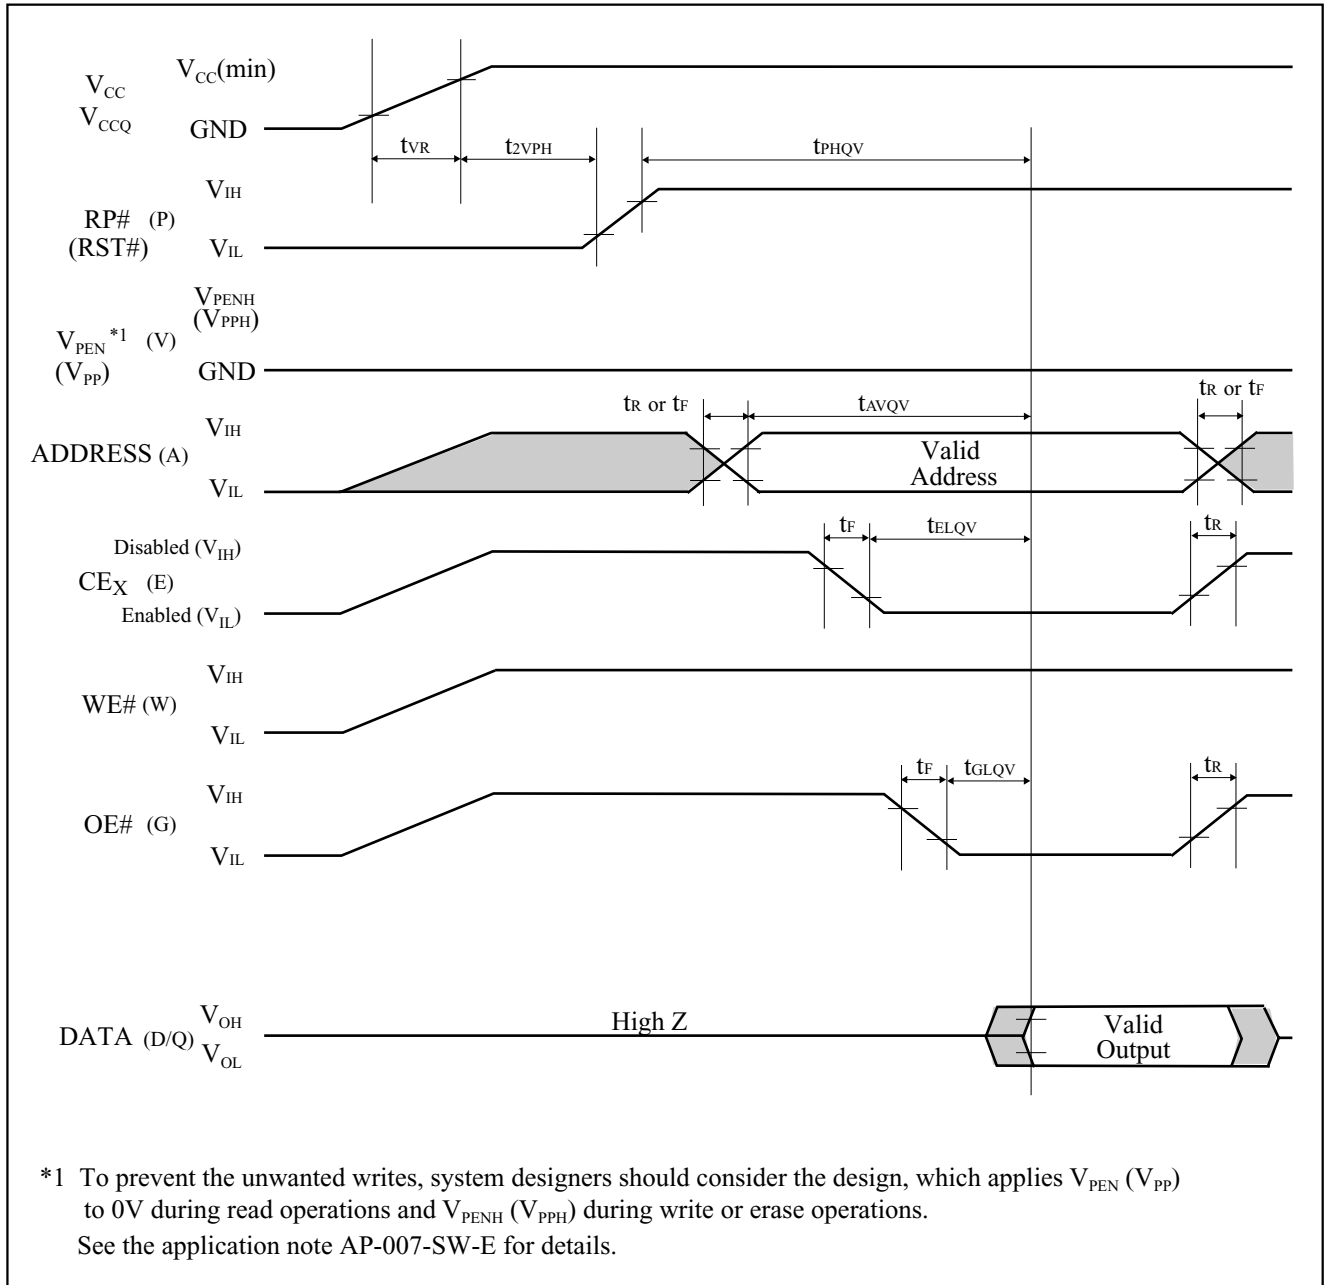 VCC(min)
VCC
VCCQ
GND
tVR
t2VPH
tPHQV
VIH
RP# (P)
(RST#)
VIL
VPENH
(VPPH)
VPEN *1 (V)
(VPP)
GND
tR or tF
tAVQV
tR or tF
VIH
ADDRESS (A)
Valid
Address
VIL
tF
tELQV
tR
Disabled (VIH)
CEX (E)
Enabled (VIL)
VIH
WE# (W)
VIL
tF
tGLQV
tR
VIH
OE# (G)
VIL
VOH
High Z
Valid
DATA (D/Q)
Output
VOL
*1 To prevent the unwanted writes, system designers should consider the design, which applies VPEN (VPP)
to 0V during read operations and VPENH (VPPH) during write or erase operations.
See the application note AP-007-SW-E for details.